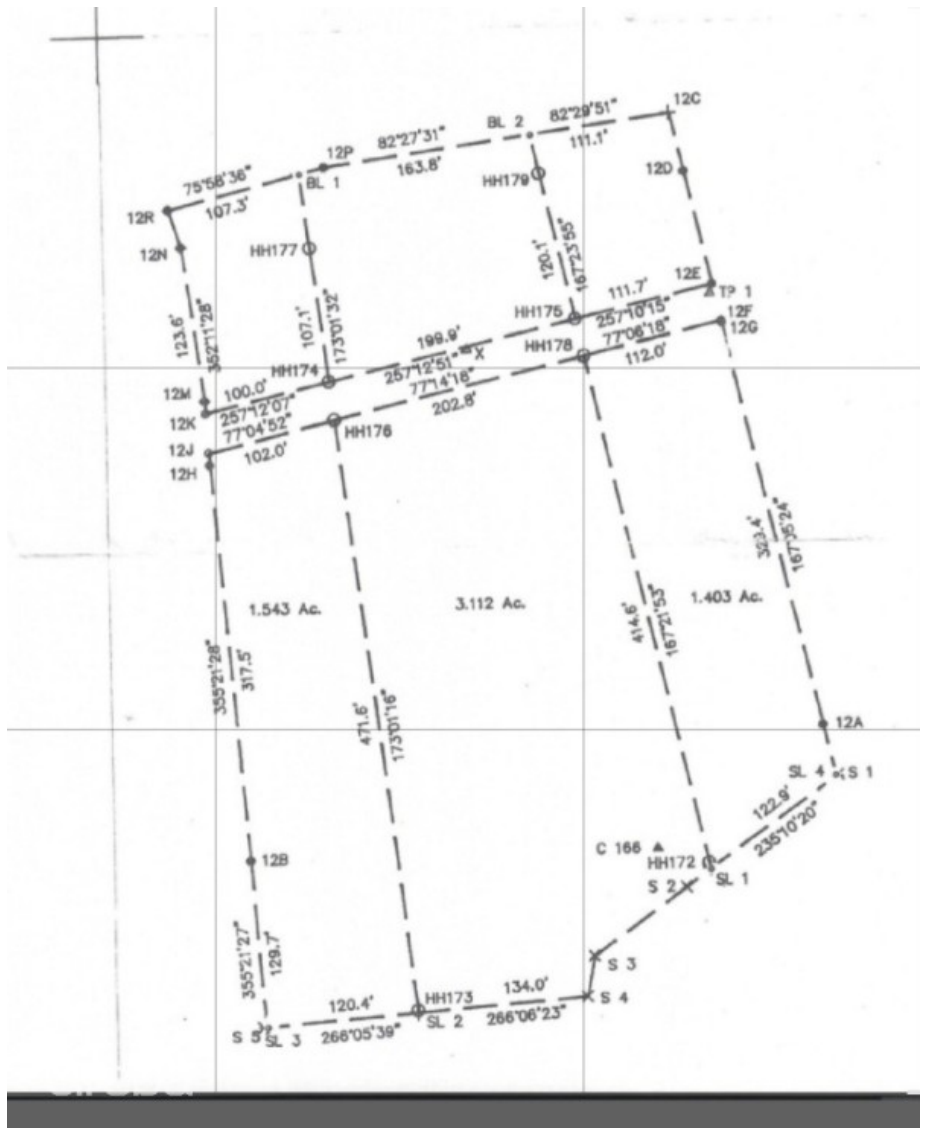 12C
82°29'51"
BL 2
111.1'
82°27'31"
12P
163.8'
12D
75°58'36"
BL 1
HH179
107.3'
12R
12N
HH177
120.1'
167°23'55"
12E
TP 1
111.7'
257°10'15"
12F
12G
HH175
77°06'18"
112.0'
HH178
123.6'
352°11'28"
107.1'
173°01'32"
199.9'
X
257°12'51"
HH174
77°14'18"
202.8'
12M
100.0'
12K
257°12'07"
77°04'52"
HH176
12J
102.0'
12H
323.4'
167°35'24"
1.543 Ac.
3.112 Ac.
1.403 Ac.
414.6'
167°21'53"
355°21'28"
317.5'
471.6'
173°01'16"
12A
SL 4
S 1
122.9'
235°10'20"
C 166
HH172
12B
SL 1
S 2
S 3
355°21'27"
129.7'
134.0'
S 4
HH173
120.4'
SL 2
266°06'23"
S 5
SL 3
266°05'39"